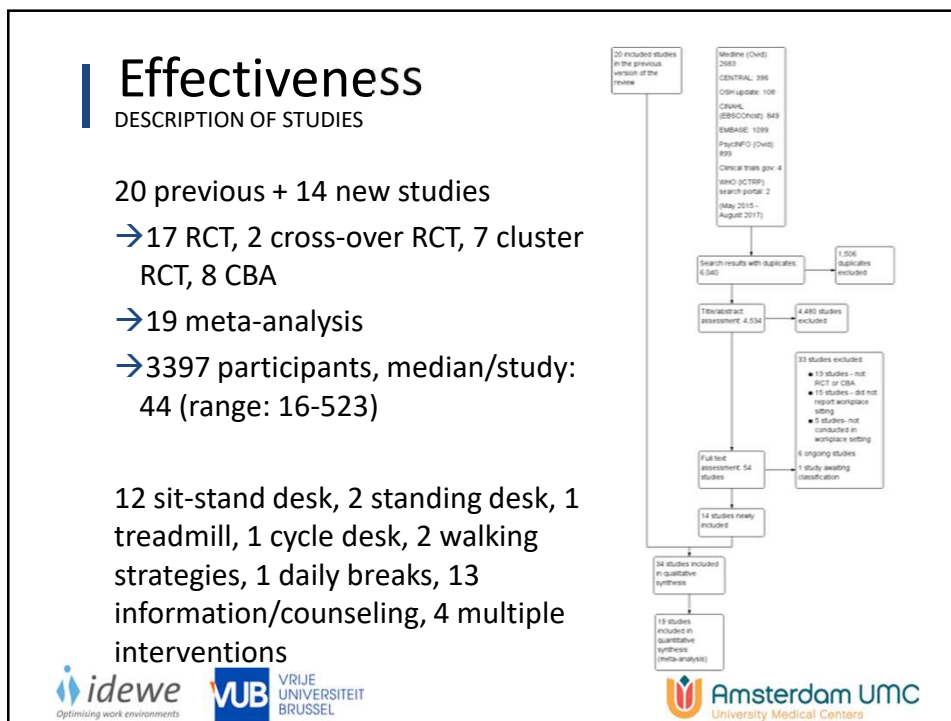 Effectiveness
DESCRIPTION OF STUDIES
20 previous + 14 new studies
→17 RCT, 2 cross-over RCT, 7 cluster
RCT, 8 CBA
→19 meta-analysis
→3397 participants, median/study:
44 (range: 16-523)
12 sit-stand desk, 2 standing desk, 1
treadmill, 1 cycle desk, 2 walking
strategies, 1 daily breaks, 13
information/counseling, 4 multiple
interventions
20 included studies
in the previous
version of the
review
Medline (Ovid)
2683
CENTRAL: 396
OSH update: 108
CINAHL
(EBSCOhost): 849
EMBASE: 1099
PsycINFO (Ovid)
899
Clinical trials gov: 4
WHO (ICTRP)
search portal: 2
(May 2015 -
August 2017)
Search results with duplicates:
6,040
1,506
duplicates
excluded
Title/abstract
assessment: 4,534
4,480 studies
excluded
33 studies excluded
● 13 studies - not
RCT or CBA
● 15 studies - did not
report workplace
sitting
● 5 studies- not
conducted in
workplace setting
6 ongoing studies
1 study awaiting
classification
Full text
assessment: 54
studies
14 studies newly
included
34 studies included
in qualitative
synthesis
19 studies
included in
quantitative
synthesis
(meta-analysis)
idewe
Optimising work environments
VUB
VRIJE
UNIVERSITEIT
BRUSSEL
Amsterdam UMC
University Medical Centers